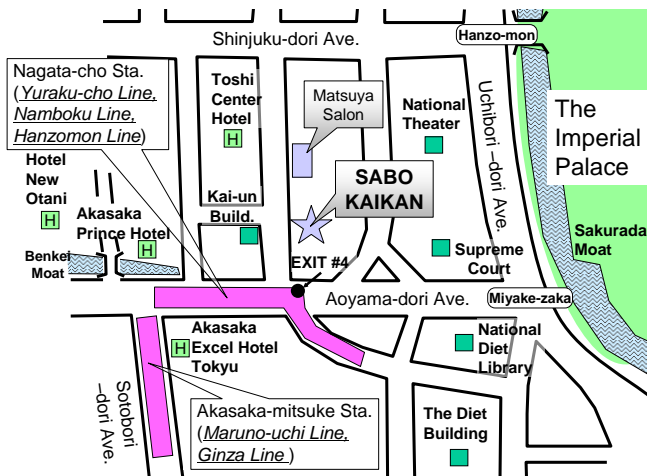 Shinjuku-dori Ave.
Hanzo-mon
Nagata-cho Sta.
(Yuraku-cho Line,
Namboku Line,
Hanzomon Line)
Toshi
Center
Hotel
H
Matsuya
Salon
National
Theater
Uchibori –dori Ave.
The
Imperial
Palace
Hotel
New
Otani
H
Akasaka
Prince Hotel
H
Kai-un
Build.
SABO
KAIKAN
Benkei
Moat
EXIT #4
Supreme
Court
Sakurada
Moat
Aoyama-dori Ave.
Miyake-zaka
H
Akasaka
Excel Hotel
Tokyu
National
Diet
Library
Sotobori
–dori Ave.
Akasaka-mitsuke Sta.
(Maruno-uchi Line,
Ginza Line )
The Diet
Building